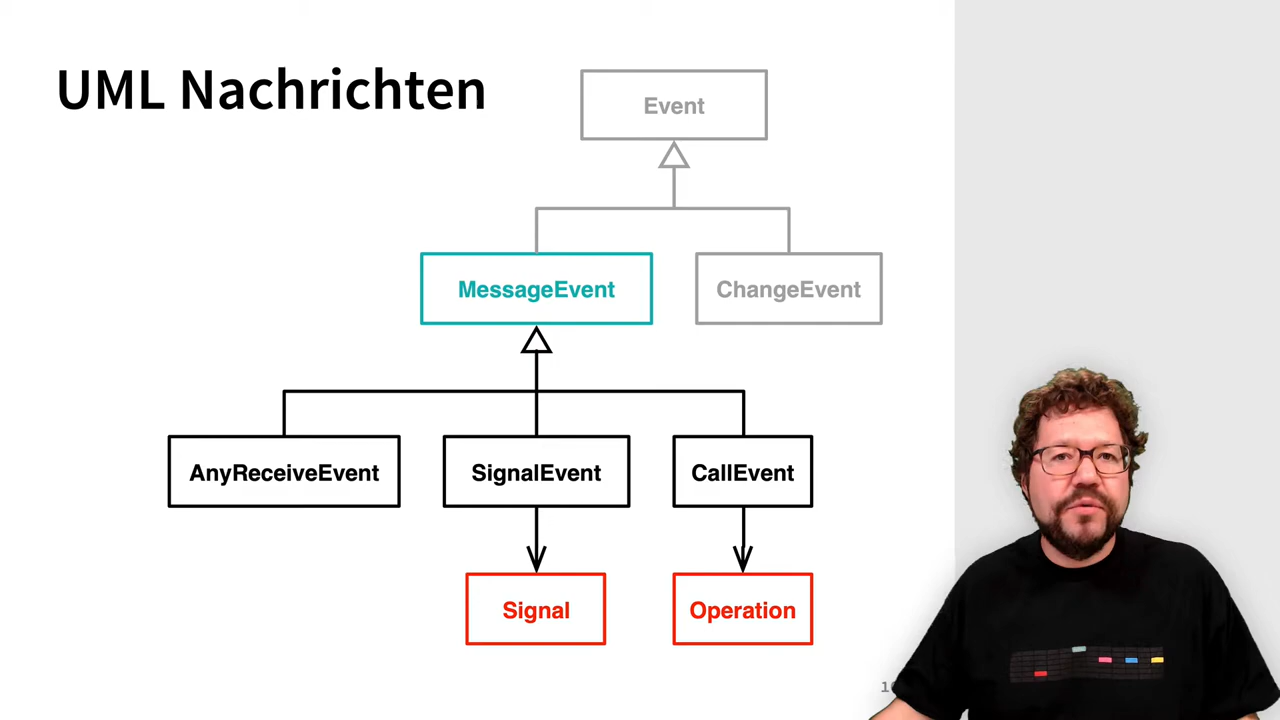 UML Nachrichten
Event
MessageEvent
ChangeEvent
AnyReceiveEvent
SignalEvent
CallEvent
Signal
Operation